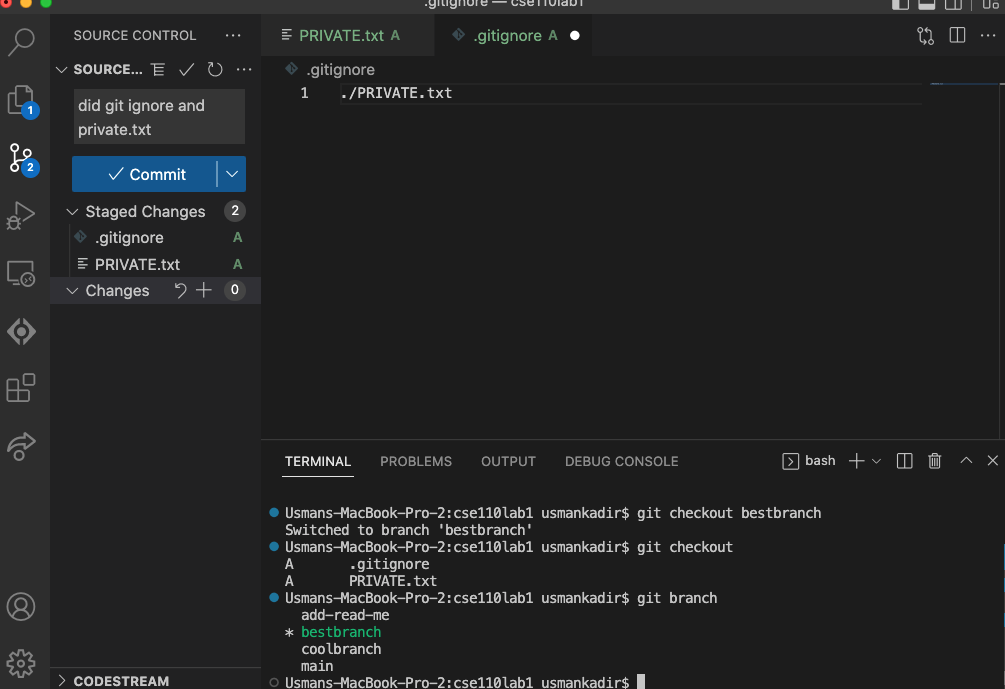 .gitignore — cse110lab1
SOURCE CONTROL ...
PRIVATE.txt A
.gitignore A
SOURCE... ...
.gitignore
1 ./PRIVATE.txt
1
did git ignore and
private.txt
2
Commit
Staged Changes 2
.gitignore A
PRIVATE.txt A
Changes 0
TERMINAL PROBLEMS OUTPUT DEBUG CONSOLE bash
Usmans-MacBook-Pro-2:cse110lab1 usmankadir$ git checkout bestbranch
Switched to branch 'bestbranch'
Usmans-MacBook-Pro-2:cse110lab1 usmankadir$ git checkout
A .gitignore
A PRIVATE.txt
Usmans-MacBook-Pro-2:cse110lab1 usmankadir$ git branch
add-read-me
* bestbranch
coolbranch
main
Usmans-MacBook-Pro-2:cse110lab1 usmankadir$
CODESTREAM